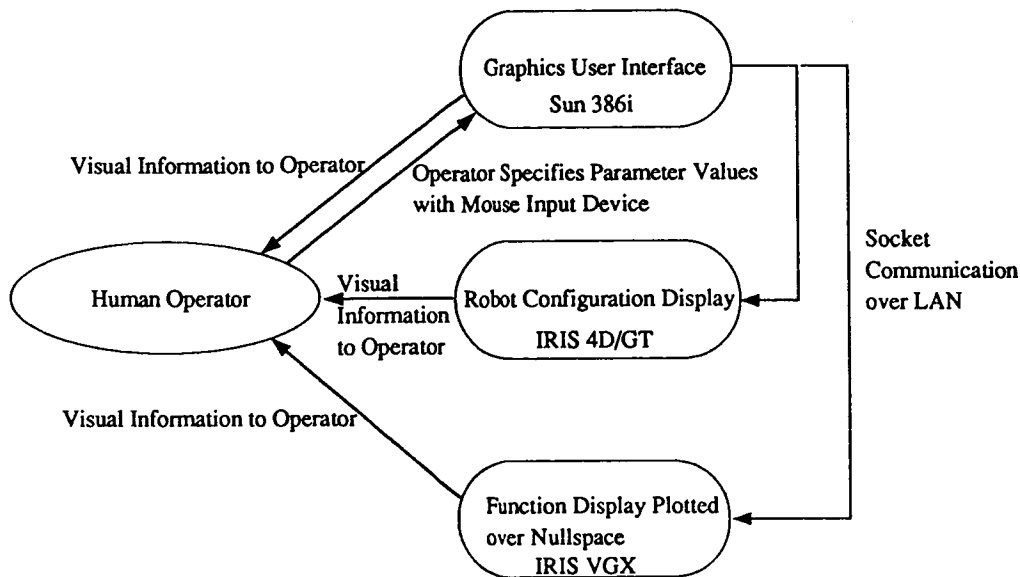 Graphics User Interface
Sun 386i
Visual Information to Operator
Operator Specifies Parameter Values
with Mouse Input Device
Socket
Communication
over LAN
Human Operator
Visual
Information
to Operator
Robot Configuration Display
IRIS 4D/GT
Visual Information to Operator
Function Display Plotted
over Nullspace
IRIS VGX